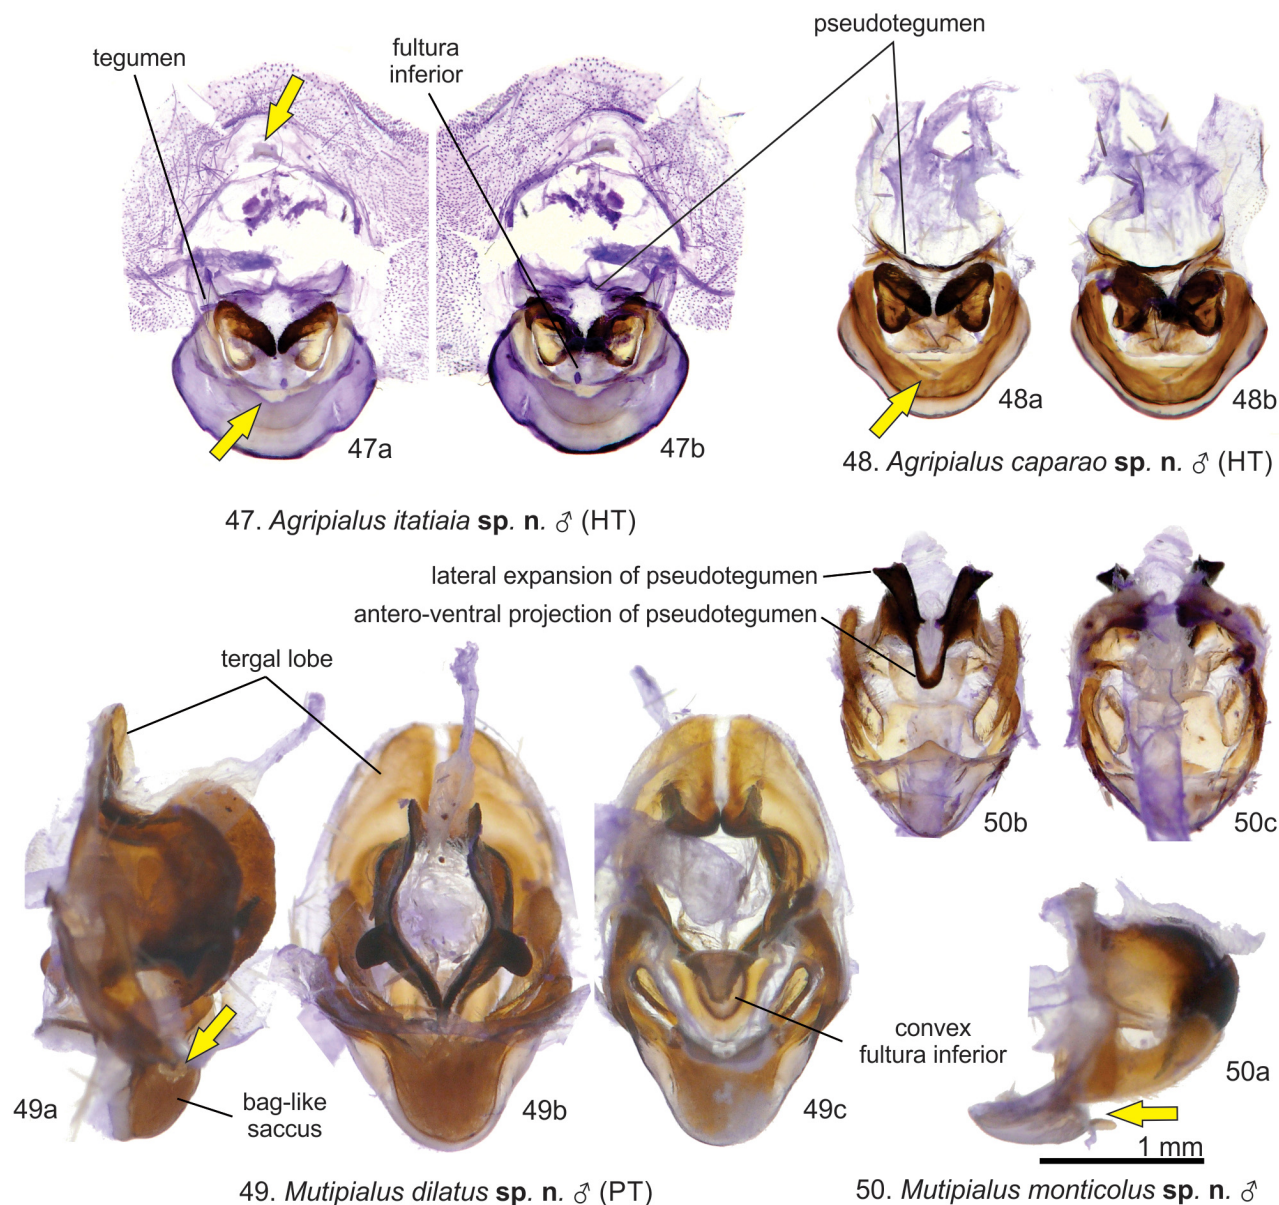 pseudotegumen
fultura
inferior
tegumen
47a
47b
48a
48b
48. Agripialus caparao sp. n. ♂ (HT)
47. Agripialus itatiaia sp. n. ♂ (HT)
lateral expansion of pseudotegumen
antero-ventral projection of pseudotegumen
tergal lobe
50b
50c
convex
fultura inferior
50a
49a
bag-like
saccus
49b
49c
1 mm
49. Mutipialus dilatus sp. n. ♂ (PT)
50. Mutipialus monticolus sp. n. ♂